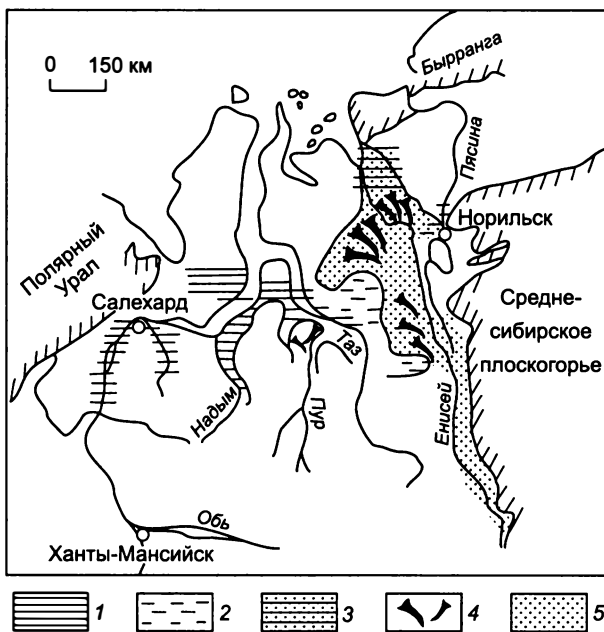 0 150 км
Бырранга
Пясина
Норильск
Полярный
Урал
Салехард
Средне-
сибирское
плоскогорье
Таз
Надым
Пур
Енисей
Обь
Ханты-Мансийск
1 2 3 4 5